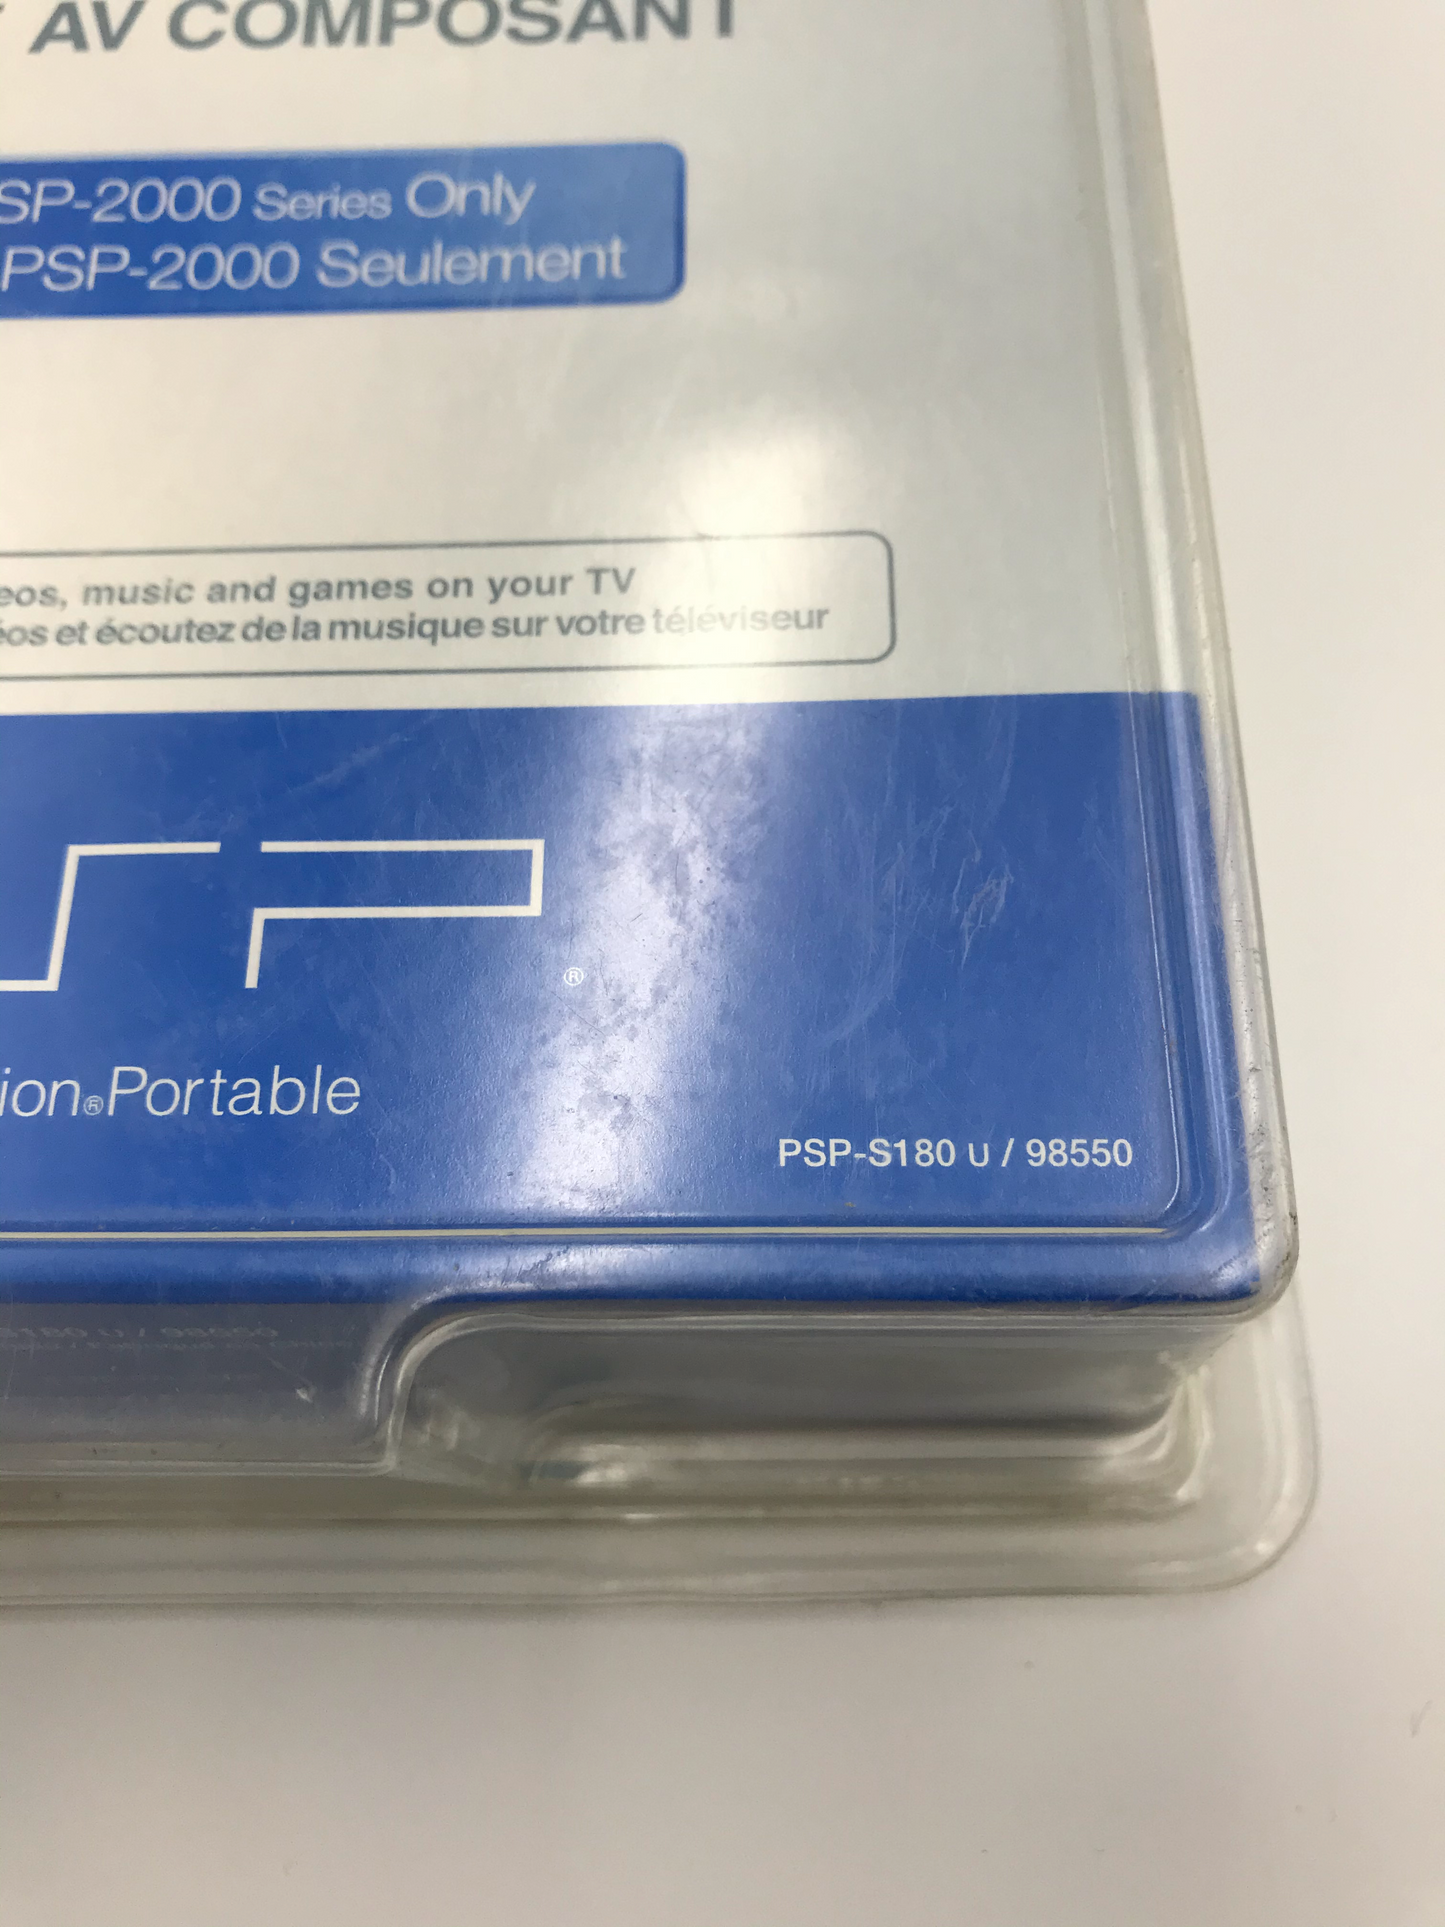 AV COMPOSANT
SP-2000 Series Only
PSP-2000 Seulement
eos, music and games on your TV
éos et écoutez de la musique sur votre téléviseur
SP
®
ion®Portable
PSP-S180 U / 98550